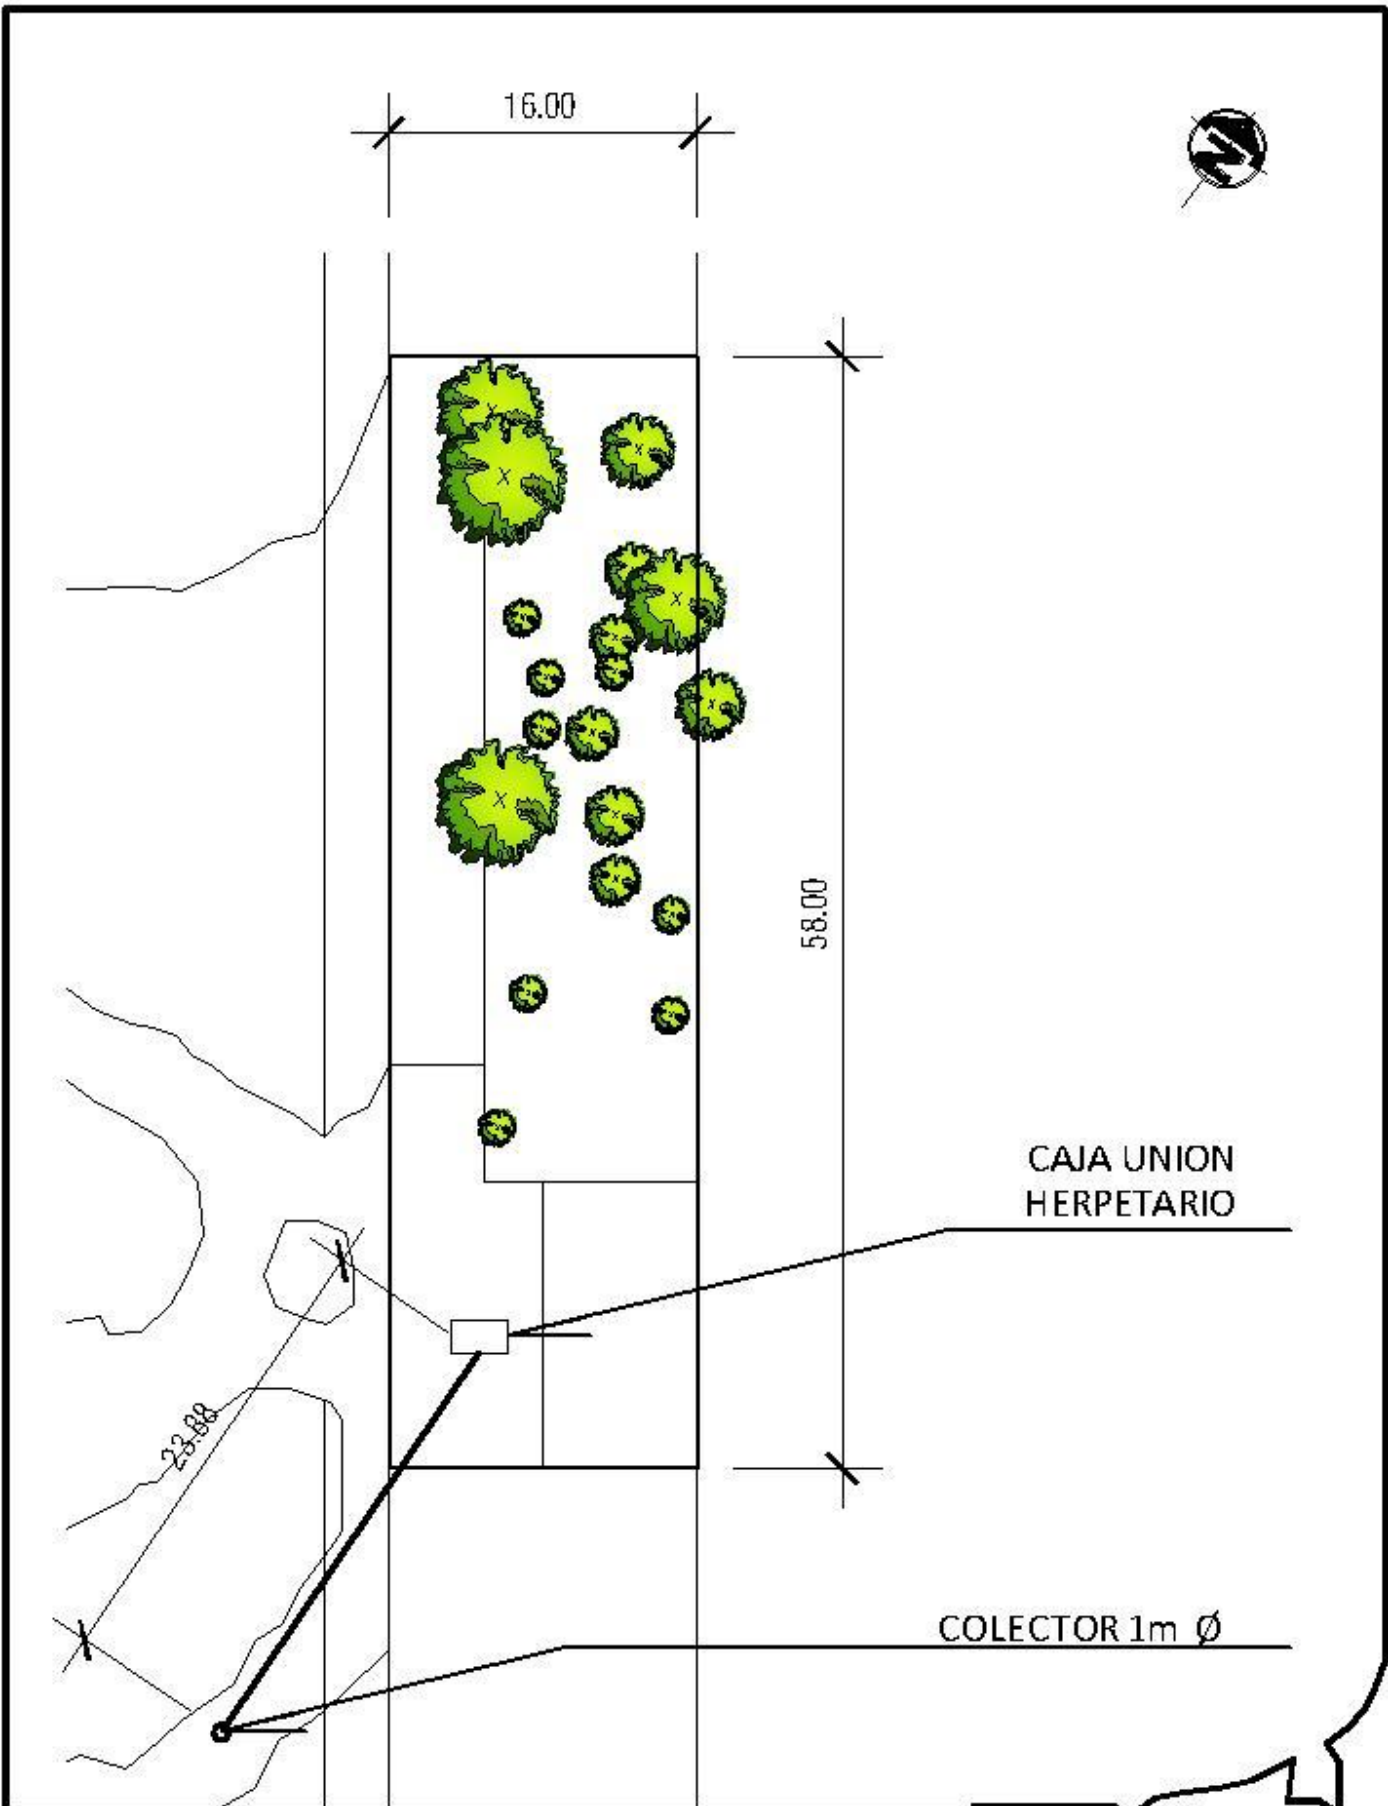 16.00
N
58.00
CAJA UNION
HERPETARIO
23.88
COLECTOR 1m Ø